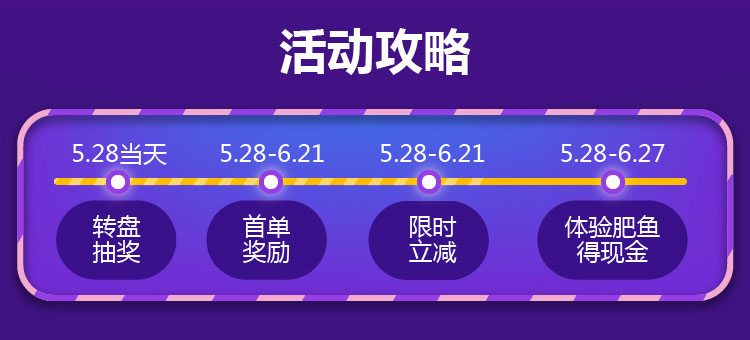 活动攻略
5.28当天
5.28-6.21
5.28-6.21
5.28-6.27
转盘
抽奖
首单
奖励
限时
立减
体验肥鱼
得现金